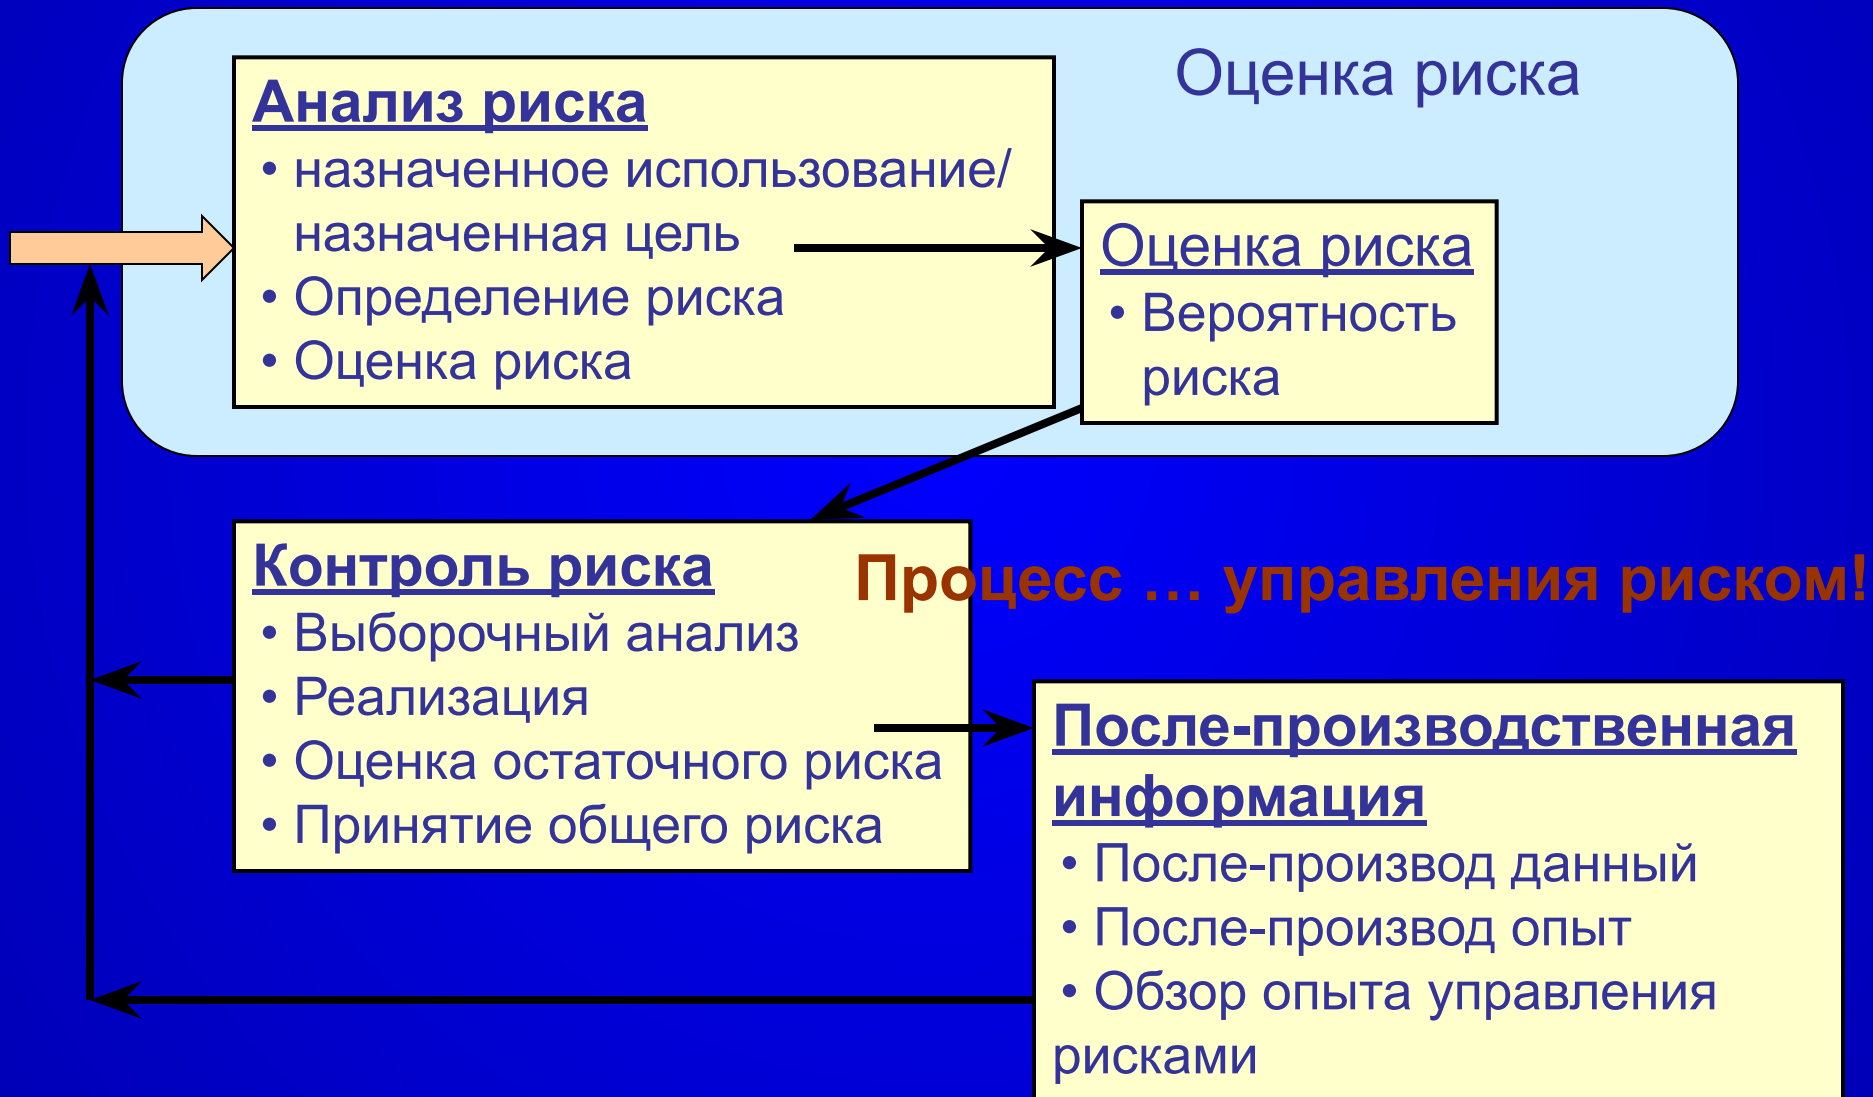 Оценка риска
Анализ риска
• назначенное использование/
назначенная цель
• Определение риска
• Оценка риска
Оценка риска
• Вероятность
риска
Контроль риска
• Выборочный анализ
• Реализация
• Оценка остаточного риска
• Принятие общего риска
Процесс … управления риском!
После-производственная
информация
• После-производ данный
• После-производ опыт
• Обзор опыта управления
рисками